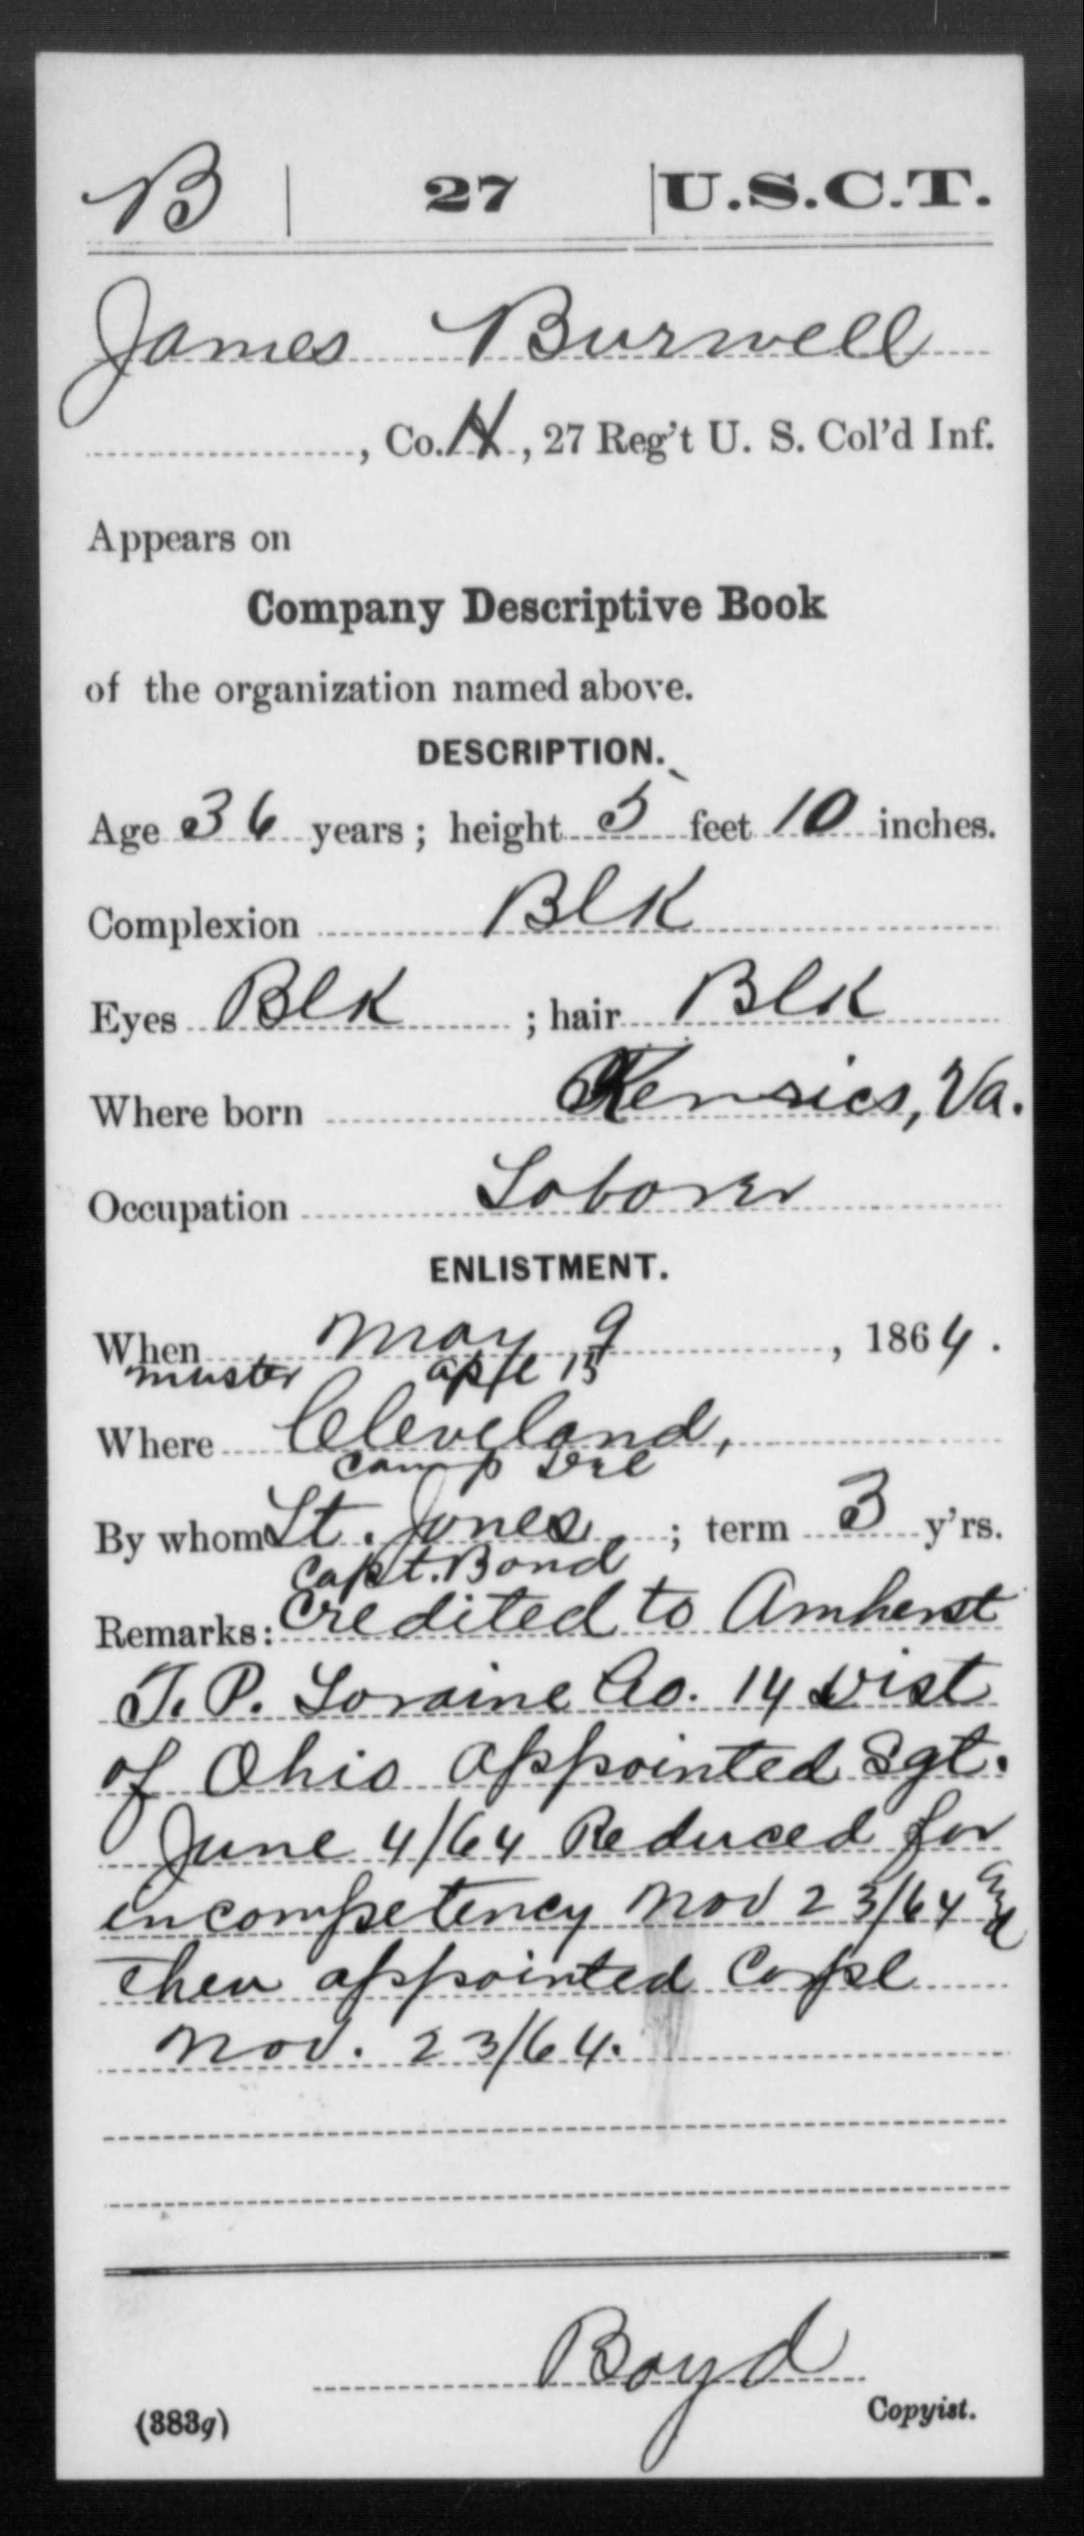 B | 27 | U.S.C.T.
James Burwell
, Co. H, 27 Reg't U. S. Col'd Inf.
Appears on
Company Descriptive Book
of the organization named above.
DESCRIPTION.
Age 36 years; height 5 feet 10 inches.
Complexion Blk
Eyes Blk ; hair Blk
Where born Va.
Occupation Laborer
ENLISTMENT.
When May 9, 1864.
muster 15
Where Cleveland,
Camp
By whom Lt. Jones ; term 3 y'rs.
Capt. Bond
Remarks: Credited to Amherst
T. P. Loraine Co. 14 Dist
of Ohio appointed Sgt.
June 4/64 Reduced for
incompetency Nov 23/64 and
then appointed Corpl
Nov. 23/64.
Boyd
(383g) Copyist.